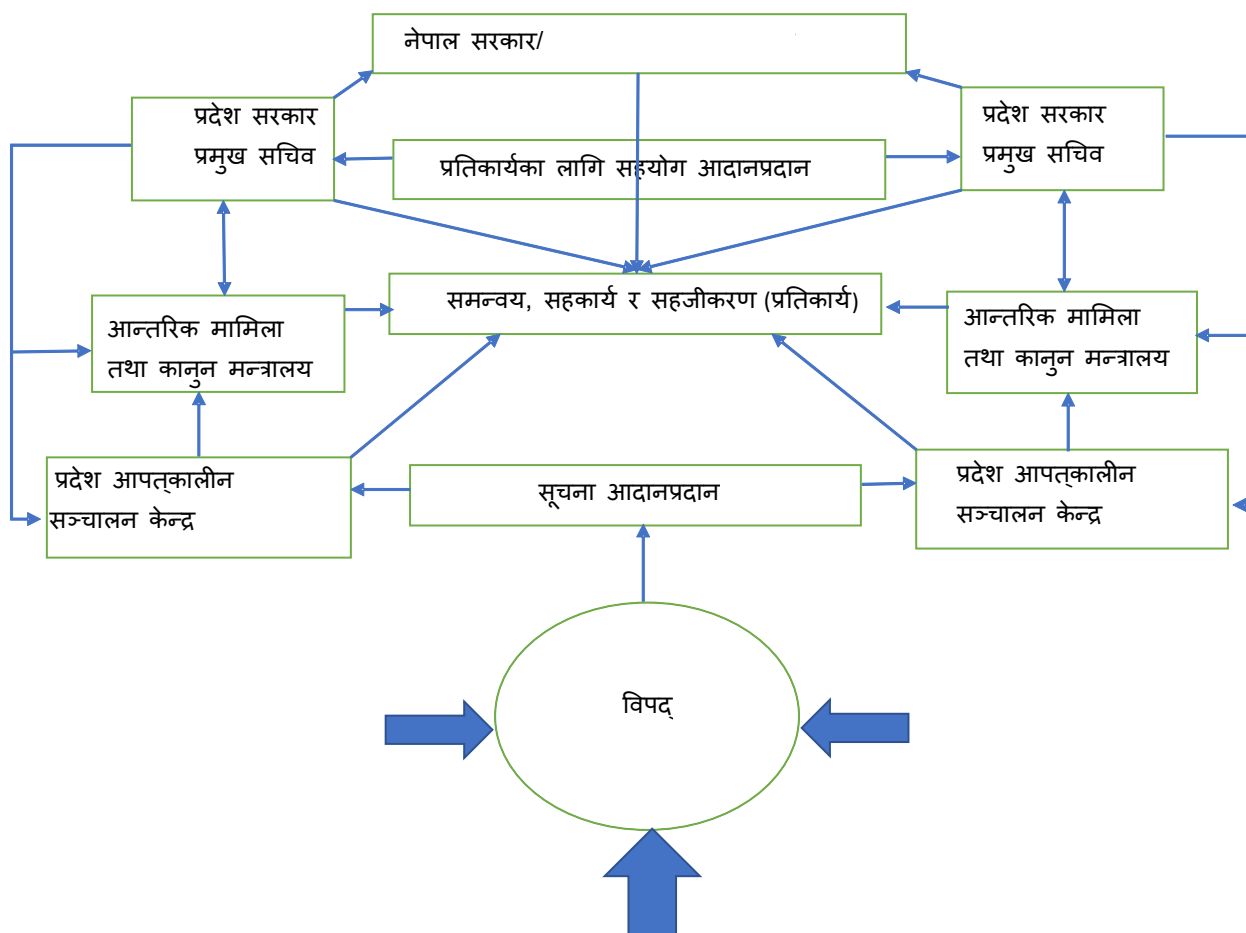 नेपाल सरकार/
प्रदेश सरकार
प्रमुख सचिव
प्रदेश सरकार
प्रमुख सचिव
प्रतिकार्यका लागि सहयोग आदानप्रदान
समन्वय, सहकार्य र सहजीकरण (प्रतिकार्य)
आन्तरिक मामिला
तथा कानुन मन्त्रालय
आन्तरिक मामिला
तथा कानुन मन्त्रालय
प्रदेश आपत्कालीन
सञ्चालन केन्द्र
सूचना आदानप्रदान
प्रदेश आपत्कालीन
सञ्चालन केन्द्र
विपद्